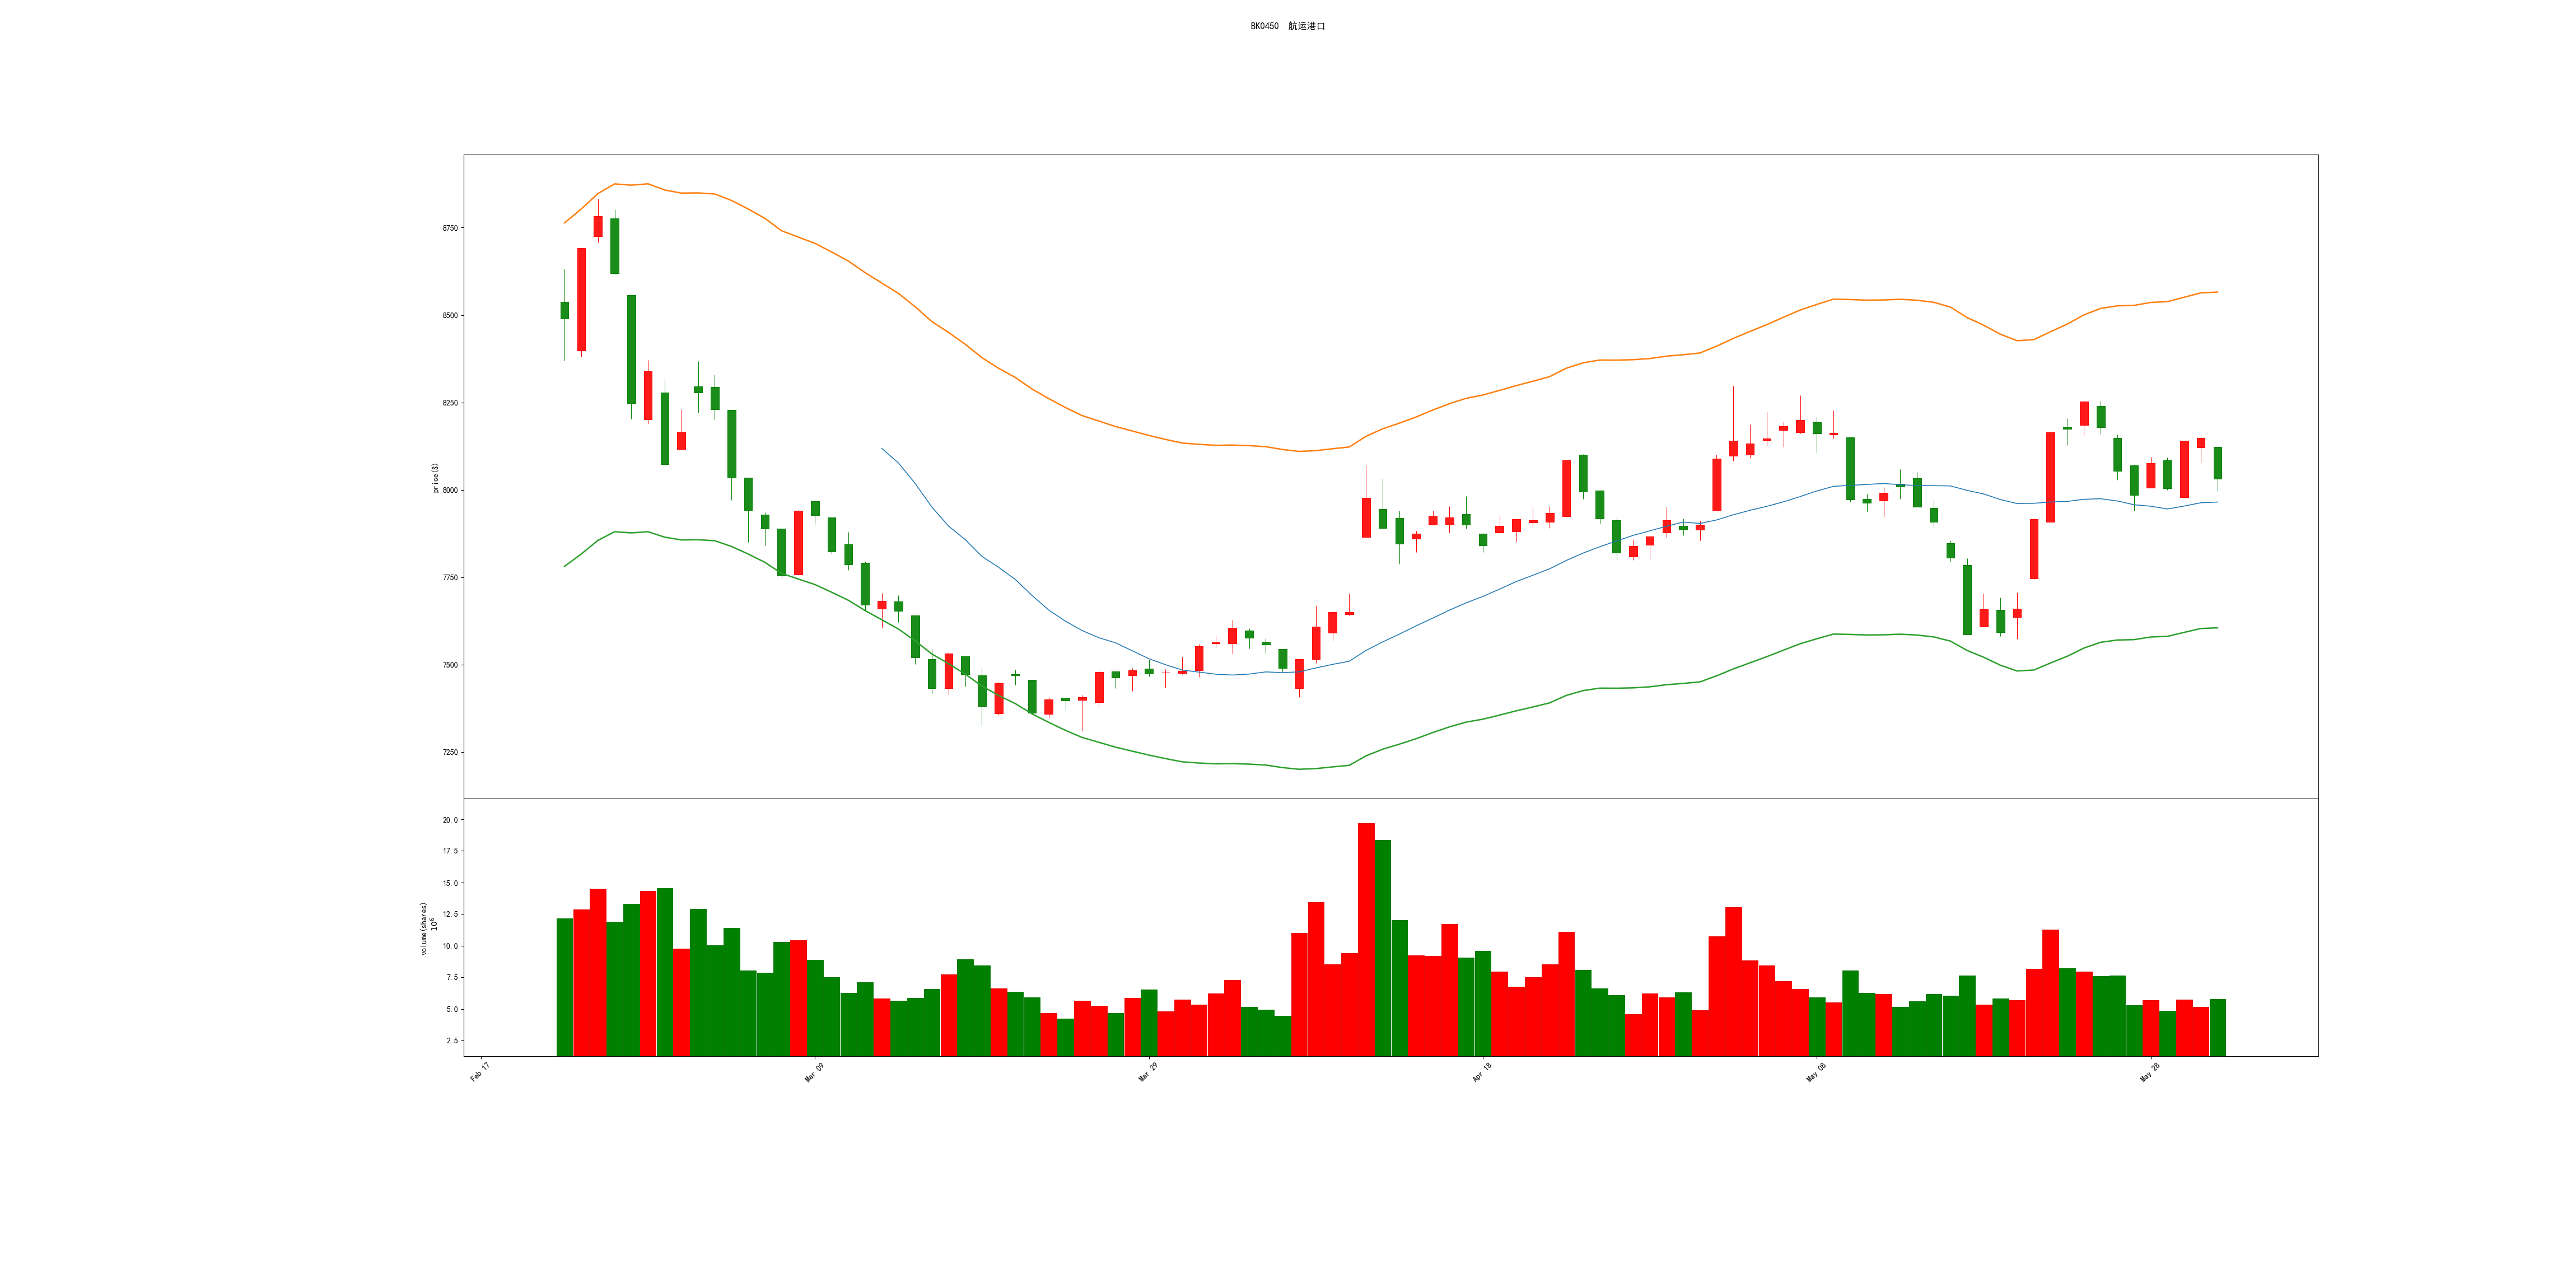 BK0450 航运港口
8750
8500
8250
8000
7750
7500
7250
price($)
20.0
17.5
15.0
12.5
10.0
7.5
5.0
2.5
volume(shares)
10^6
Feb 17
Mar 09
Mar 29
Apr 18
May 08
May 28